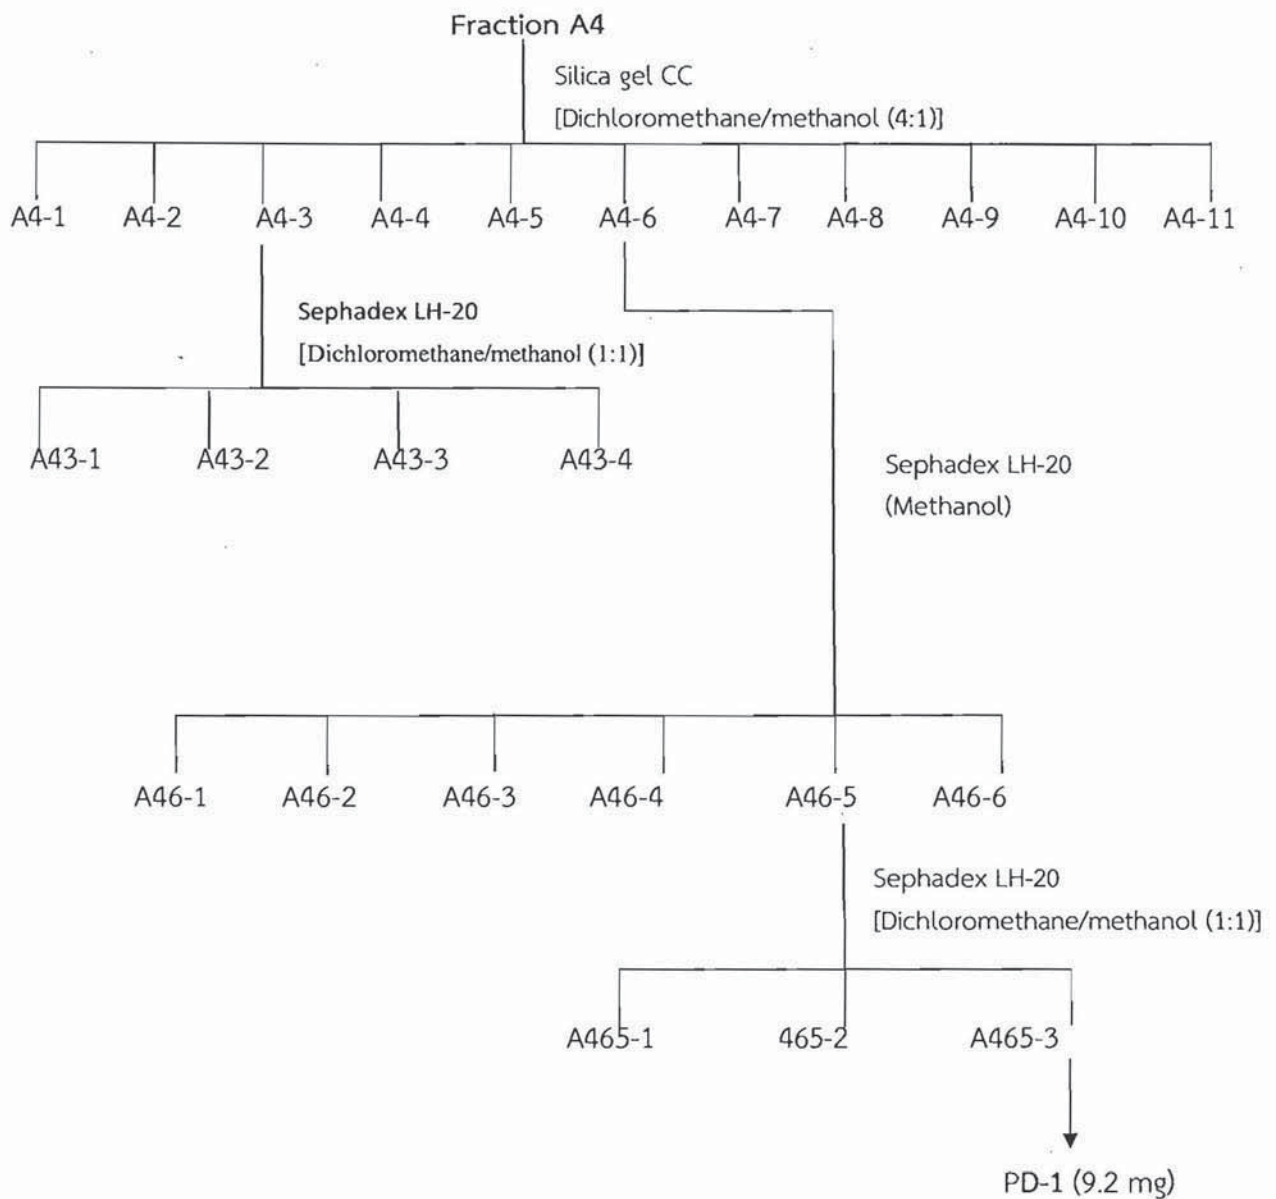 Fraction A4
Silica gel CC
[Dichloromethane/methanol (4:1)]
A4-1 A4-2 A4-3 A4-4 A4-5 A4-6 A4-7 A4-8 A4-9 A4-10 A4-11
Sephadex LH-20
[Dichloromethane/methanol (1:1)]
A43-1 A43-2 A43-3 A43-4
Sephadex LH-20
(Methanol)
A46-1 A46-2 A46-3 A46-4 A46-5 A46-6
Sephadex LH-20
[Dichloromethane/methanol (1:1)]
A465-1 465-2 A465-3
PD-1 (9.2 mg)